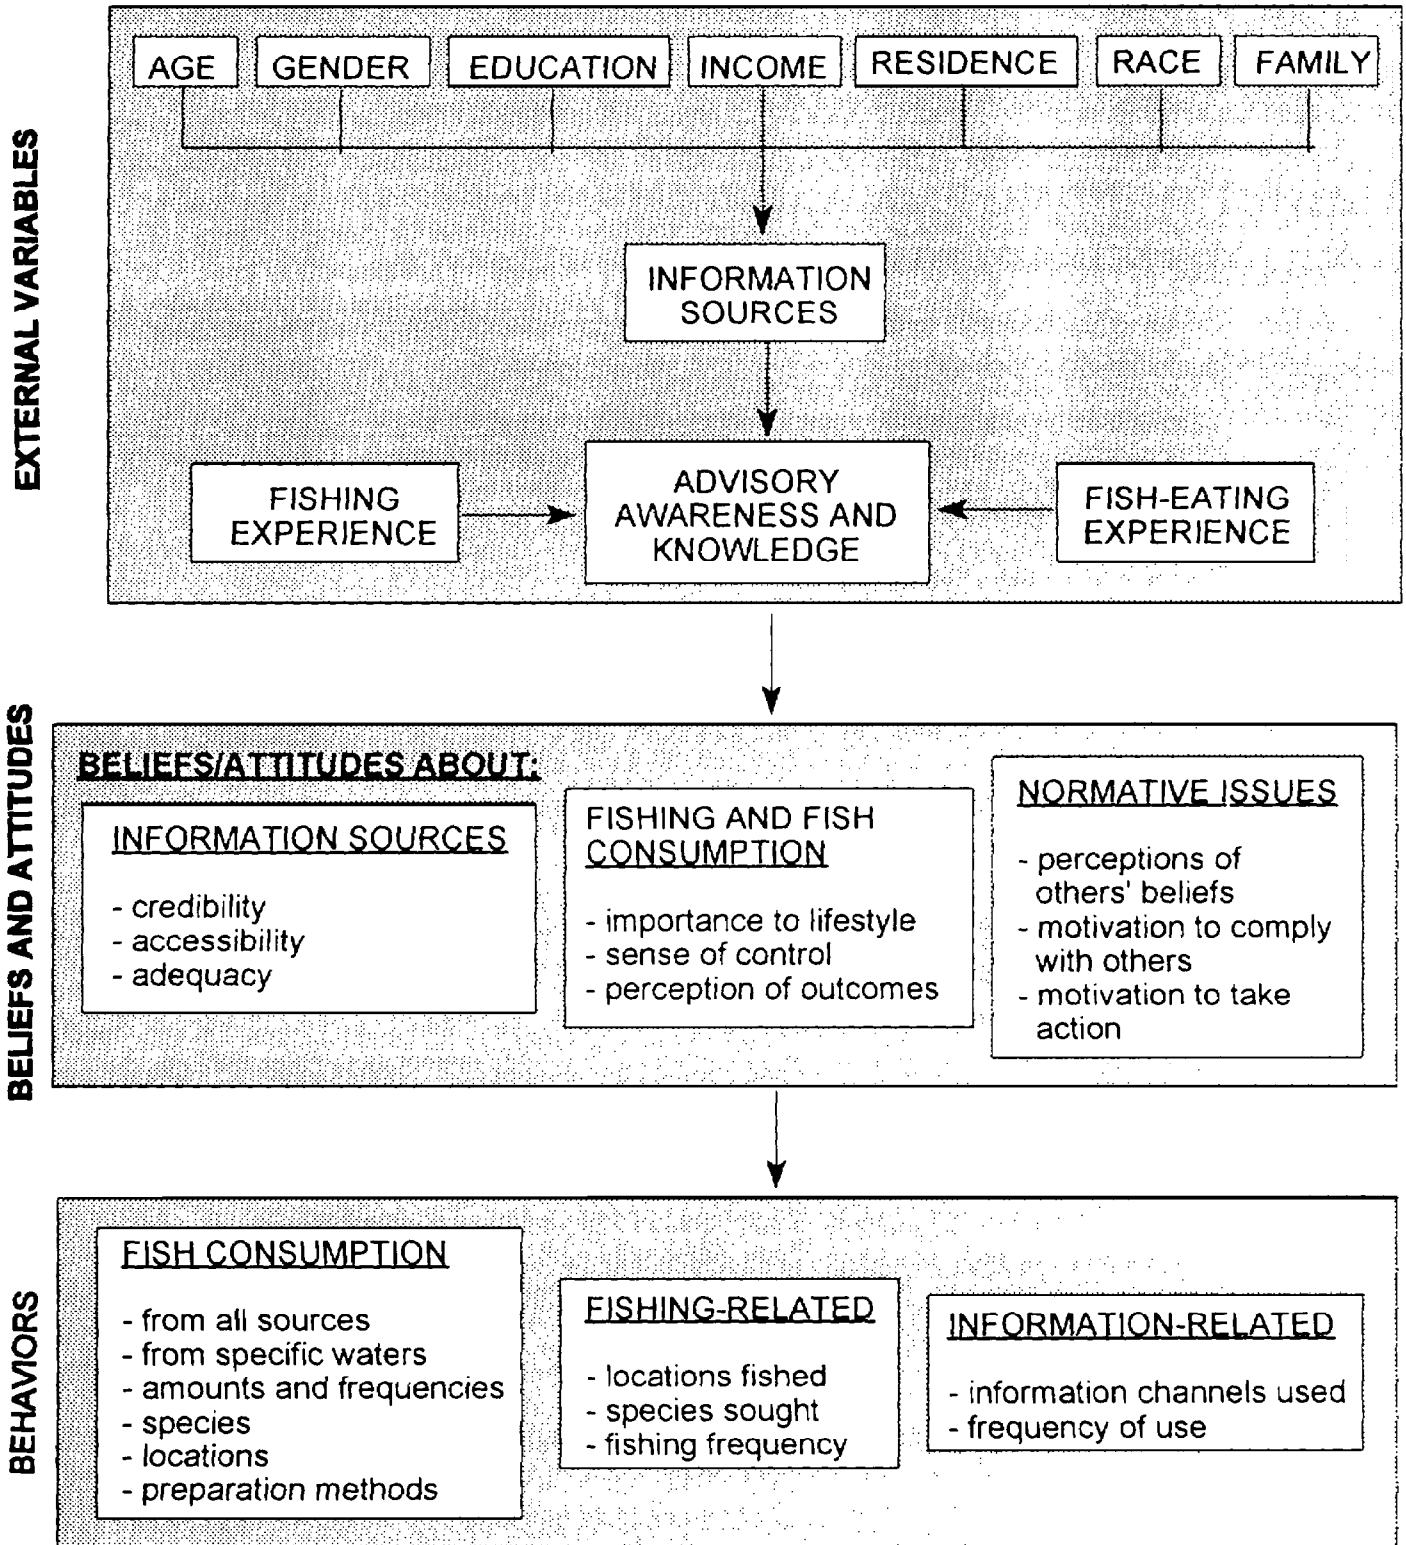 EXTERNAL VARIABLES
AGE
GENDER
EDUCATION
INCOME
RESIDENCE
RACE
FAMILY
INFORMATION
SOURCES
FISHING
EXPERIENCE
ADVISORY
AWARENESS AND
KNOWLEDGE
FISH-EATING
EXPERIENCE
BELIEFS AND ATTITUDES
BELIEFS/ATTITUDES ABOUT:
INFORMATION SOURCES
- credibility
- accessibility
- adequacy
FISHING AND FISH
CONSUMPTION
- importance to lifestyle
- sense of control
- perception of outcomes
NORMATIVE ISSUES
- perceptions of
others' beliefs
- motivation to comply
with others
- motivation to take
action
BEHAVIORS
FISH CONSUMPTION
- from all sources
- from specific waters
- amounts and frequencies
- species
- locations
- preparation methods
FISHING-RELATED
- locations fished
- species sought
- fishing frequency
INFORMATION-RELATED
- information channels used
- frequency of use